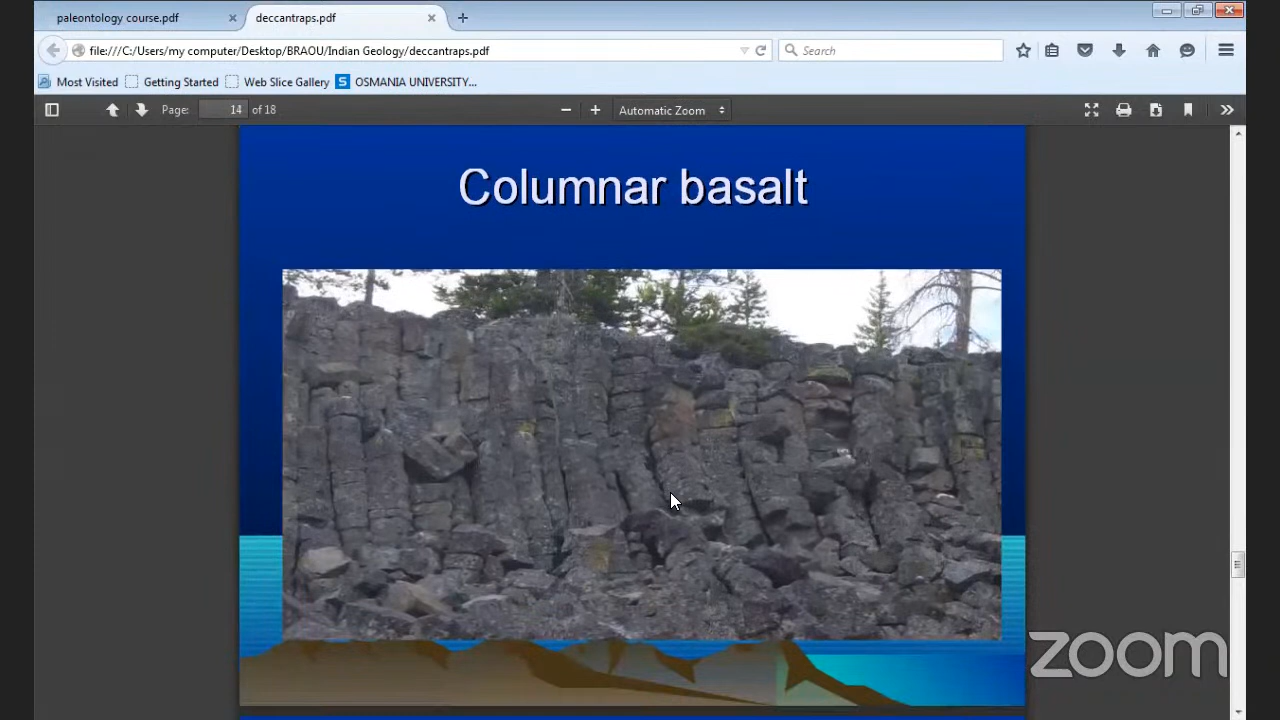 paleontology course.pdf
deccantraps.pdf
file:///C:/Users/my computer/Desktop/BRAOU/Indian Geology/deccantraps.pdf
Search
Most Visited
Getting Started
Web Slice Gallery
S OSMANIA UNIVERSITY...
Page: 14 of 18
Automatic Zoom
Columnar basalt
zoom